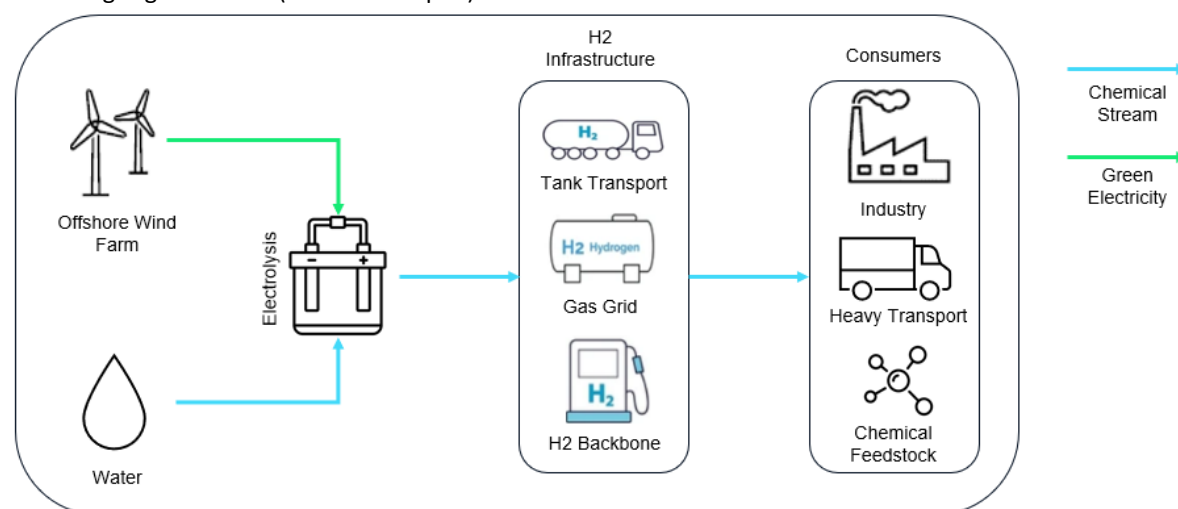 H2
Infrastructure
Consumers
Chemical
Stream
Green
Electricity
Offshore Wind
Farm
Electrolysis
- +
Water
H2
Tank Transport
H2 Hydrogen
Gas Grid
H2
H2 Backbone
Industry
Heavy Transport
Chemical
Feedstock